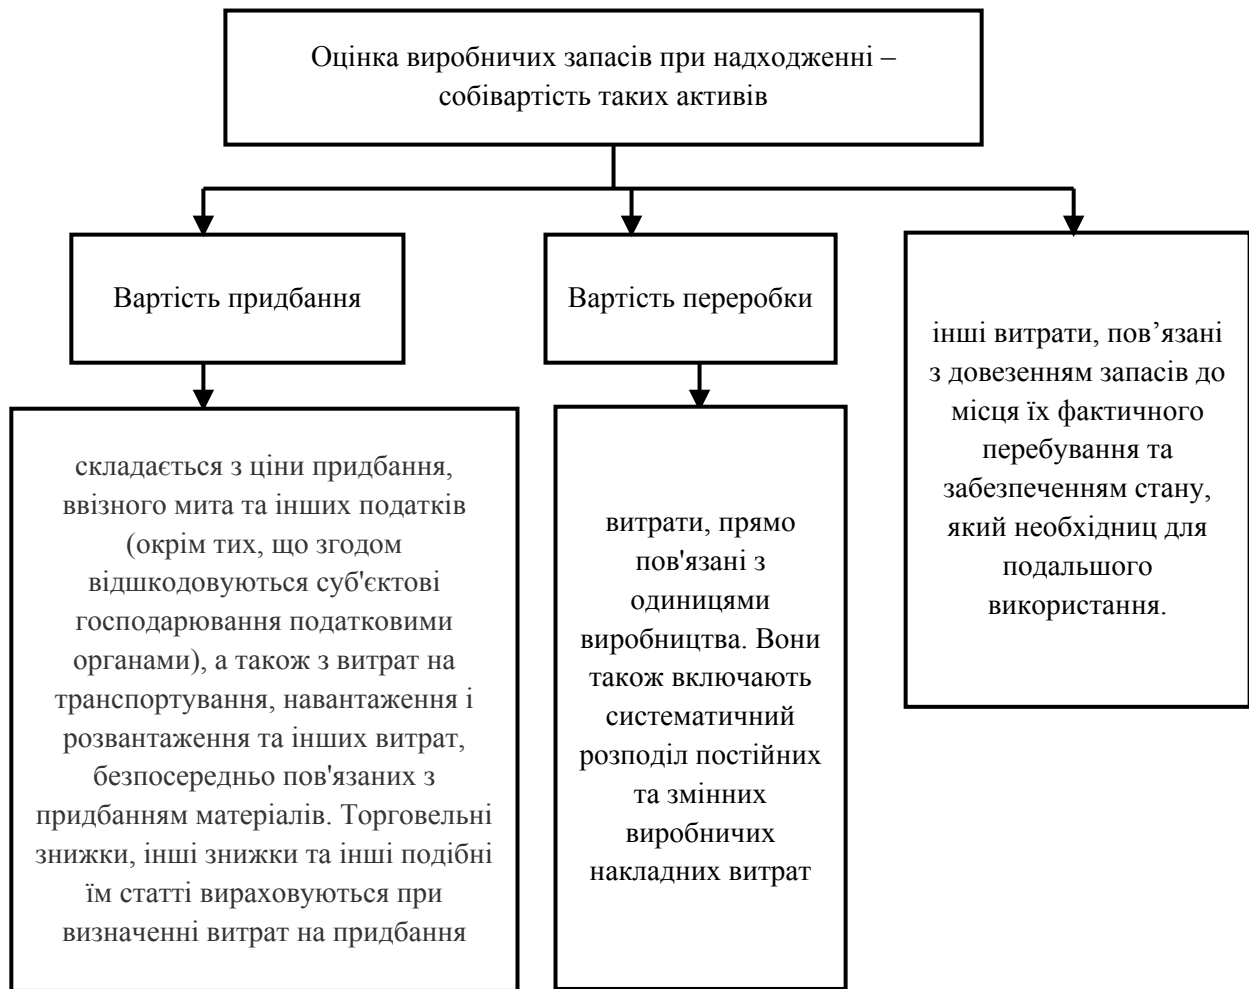 Оцінка виробничих запасів при надходженні –
собівартість таких активів
Вартість придбання
складається з ціни придбання,
ввізного мита та інших податків
(окрім тих, що згодом
відшкодовуються суб'єктові
господарювання податковими
органами), а також з витрат на
транспортування, навантаження і
розвантаження та інших витрат,
безпосередньо пов'язаних з
придбанням матеріалів. Торговельні
знижки, інші знижки та інші подібні
їм статті вираховуються при
визначенні витрат на придбання
Вартість переробки
витрати, прямо
пов'язані з
одиницями
виробництва. Вони
також включають
систематичний
розподіл постійних
та змінних
виробничих
накладних витрат
інші витрати, пов’язані
з довезенням запасів до
місця їх фактичного
перебування та
забезпеченням стану,
який необхідниц для
подальшого
використання.